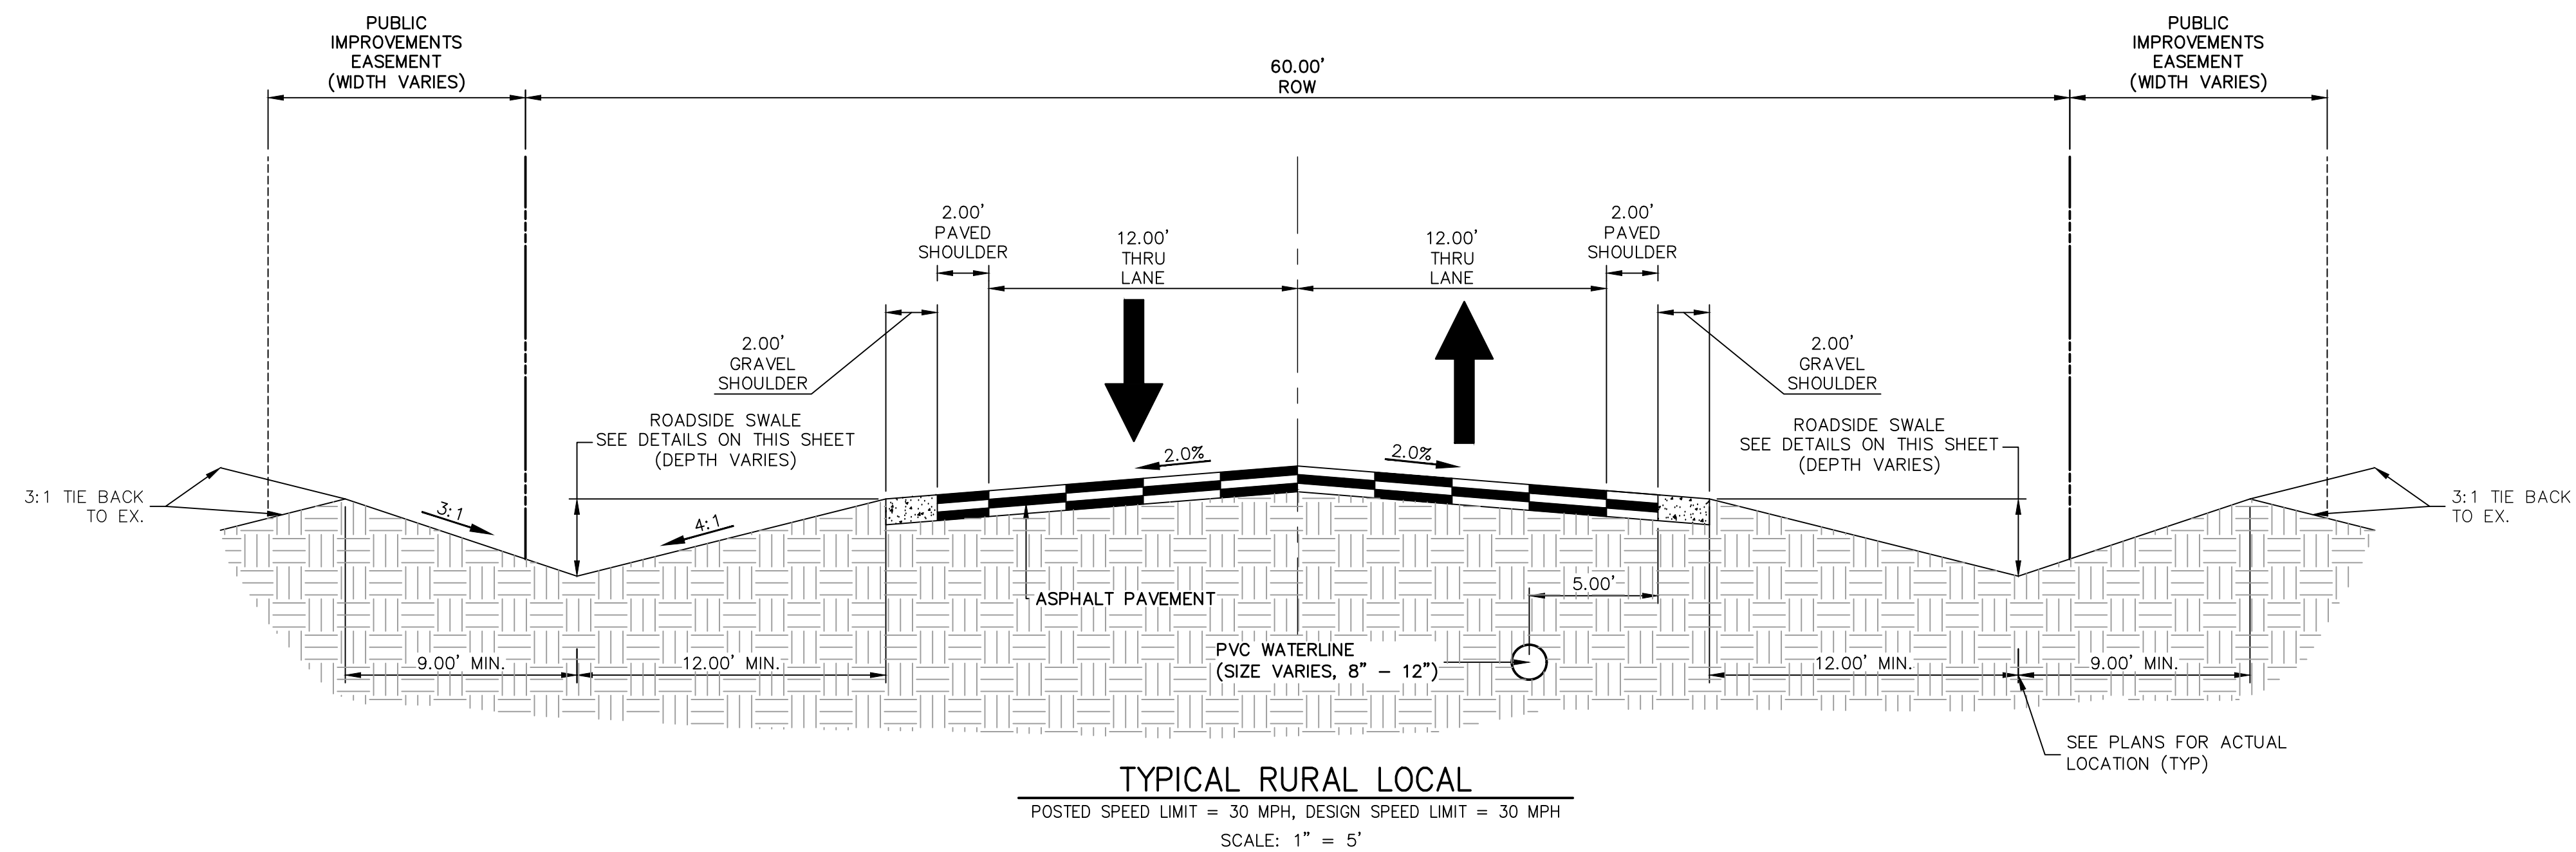 PUBLIC
IMPROVEMENTS
EASEMENT
(WIDTH VARIES)
60.00'
ROW
PUBLIC
IMPROVEMENTS
EASEMENT
(WIDTH VARIES)
2.00'
PAVED
SHOULDER
12.00'
THRU
LANE
12.00'
THRU
LANE
2.00'
PAVED
SHOULDER
2.00'
GRAVEL
SHOULDER
2.00'
GRAVEL
SHOULDER
ROADSIDE SWALE
SEE DETAILS ON THIS SHEET
(DEPTH VARIES)
ROADSIDE SWALE
SEE DETAILS ON THIS SHEET
(DEPTH VARIES)
2.0%
2.0%
3:1 TIE BACK
TO EX.
3:1
4:1
3:1 TIE BACK
TO EX.
ASPHALT PAVEMENT
5.00'
PVC WATERLINE
(SIZE VARIES, 8" - 12")
9.00' MIN.
12.00' MIN.
12.00' MIN.
9.00' MIN.
SEE PLANS FOR ACTUAL
LOCATION (TYP)
TYPICAL RURAL LOCAL
POSTED SPEED LIMIT = 30 MPH, DESIGN SPEED LIMIT = 30 MPH
SCALE: 1" = 5'